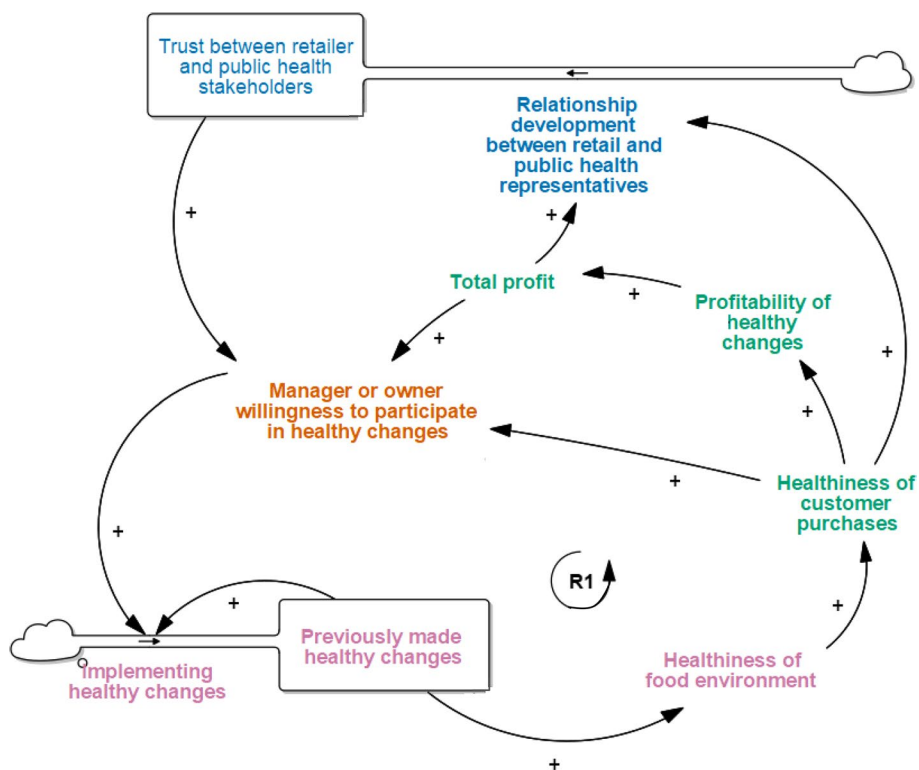 Trust between retailer
and public health
stakeholders
Relationship
development
between retail and
public health
representatives
+
+
Total profit
+
Profitability of
healthy
changes
+
+
+
Manager or owner
willingness to participate
in healthy changes
+
Healthiness of
customer
purchases
+
+
R1
+
+
Previously made
healthy changes
Implementing
healthy changes
Healthiness of
food environment
+